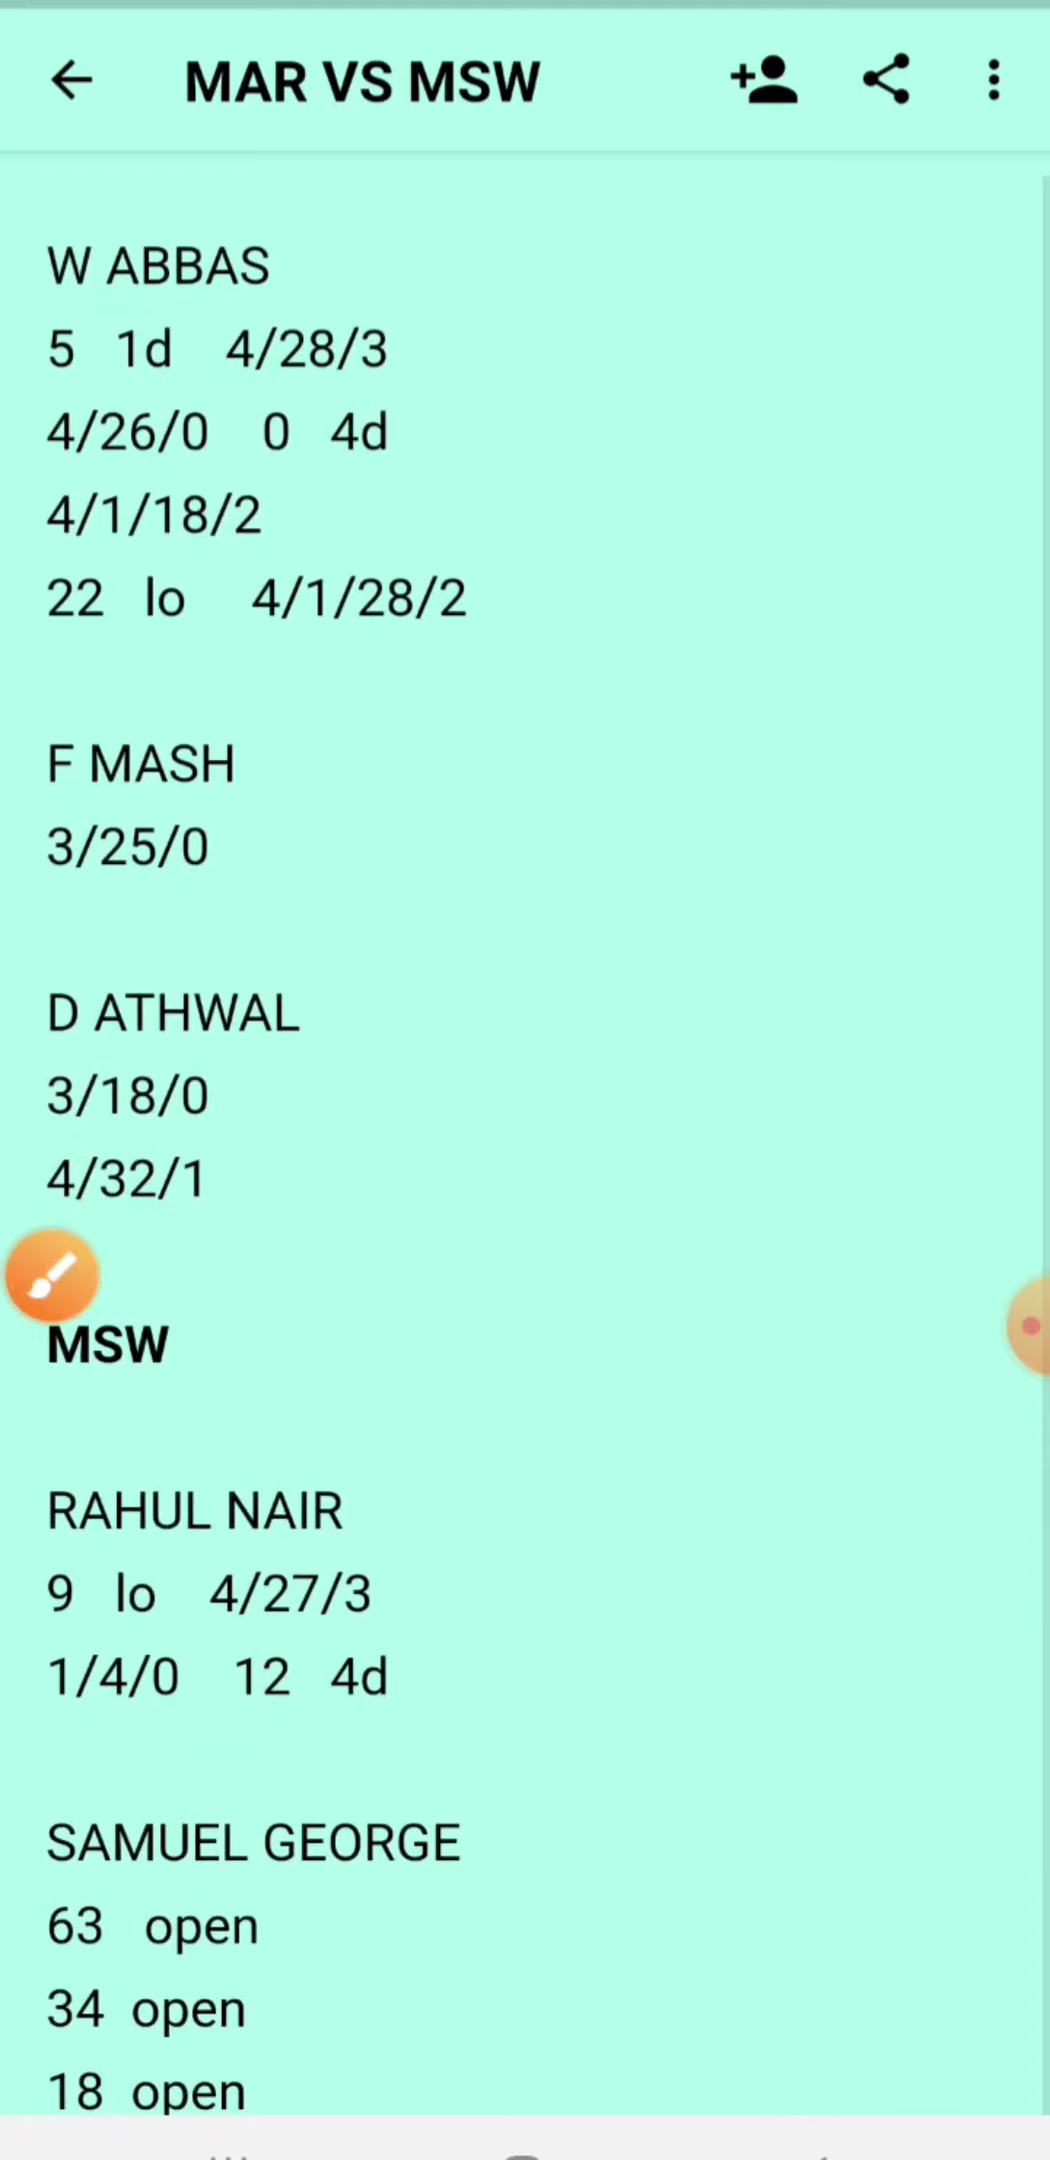 MAR VS MSW
W ABBAS
5 1d 4/28/3
4/26/0 0 4d
4/1/18/2
22 lo 4/1/28/2
F MASH
3/25/0
D ATHWAL
3/18/0
4/32/1
MSW
RAHUL NAIR
9 lo 4/27/3
1/4/0 12 4d
SAMUEL GEORGE
63 open
34 open
18 open